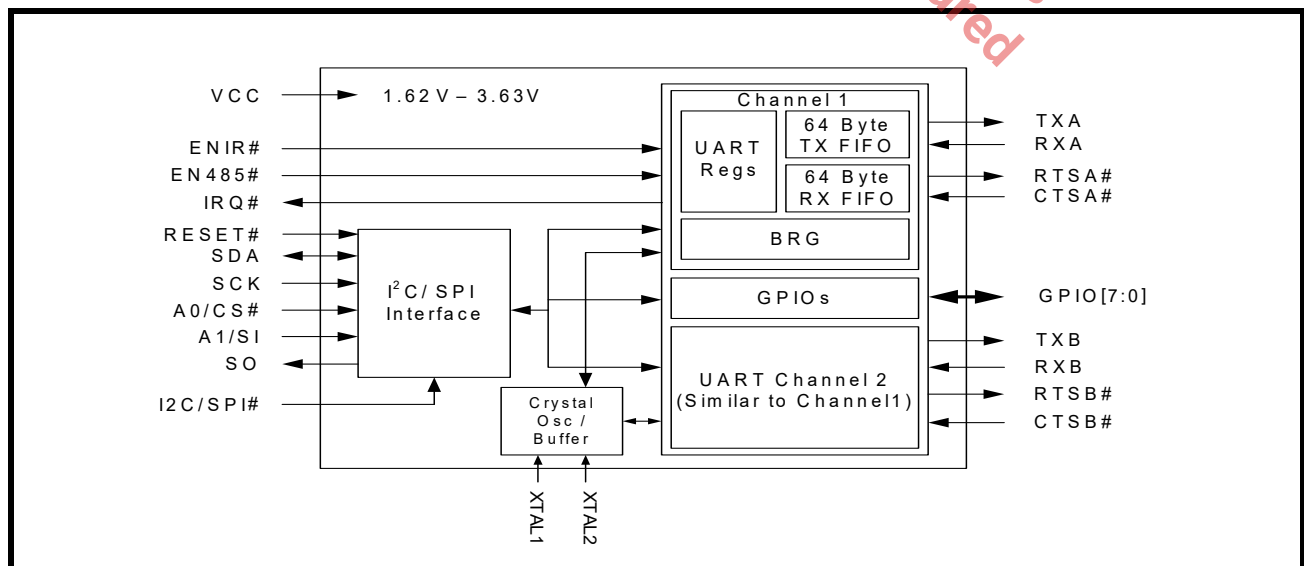 ared
VCC
1.62 V – 3.63V
ENIR#
EN485#
IRQ#
RESET#
SDA
SCK
A0/CS#
A1/SI
SO
I2C/SPI#
I²C/ SPI
Interface
Crystal
Osc /
Buffer
XTAL1
XTAL2
Channel 1
UART
Regs
64 Byte
TX FIFO
64 Byte
RX FIFO
BRG
GPIOs
UART Channel 2
(Similar to Channel1)
TXA
RXA
RTSA#
CTSA#
GPIO[7:0]
TXB
RXB
RTSB#
CTSB#